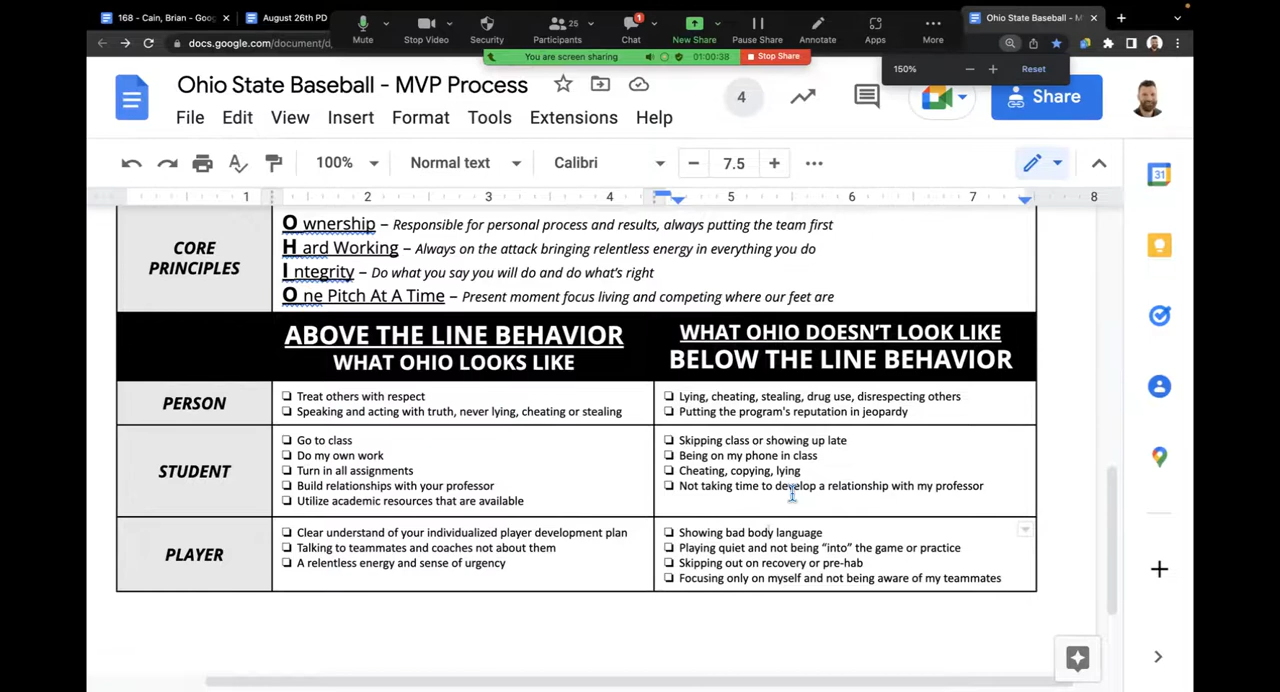 168 - Cain, Brian - Goo
August 26th PD
Ohio State Baseball - M
Mute
Stop Video
Security
25
Participants
1
Chat
New Share
Pause Share
Annotate
Apps
More
docs.google.com/document/d
You are screen sharing
01:00:38
Stop Share
150%
Reset
Ohio State Baseball - MVP Process
4
Share
File Edit View Insert Format Tools Extensions Help
100% Normal text Calibri 7.5
1 2 3 4 5 6 7 8
31
CORE PRINCIPLES
O wnership – Responsible for personal process and results, always putting the team first
H ard Working – Always on the attack bringing relentless energy in everything you do
I ntegrity – Do what you say you will do and do what’s right
O ne Pitch At A Time – Present moment focus living and competing where our feet are
ABOVE THE LINE BEHAVIOR
WHAT OHIO LOOKS LIKE
WHAT OHIO DOESN’T LOOK LIKE
BELOW THE LINE BEHAVIOR
PERSON
❏ Treat others with respect
❏ Speaking and acting with truth, never lying, cheating or stealing
❏ Lying, cheating, stealing, drug use, disrespecting others
❏ Putting the program's reputation in jeopardy
STUDENT
❏ Go to class
❏ Do my own work
❏ Turn in all assignments
❏ Build relationships with your professor
❏ Utilize academic resources that are available
❏ Skipping class or showing up late
❏ Being on my phone in class
❏ Cheating, copying, lying
❏ Not taking time to develop a relationship with my professor
PLAYER
❏ Clear understand of your individualized player development plan
❏ Talking to teammates and coaches not about them
❏ A relentless energy and sense of urgency
❏ Showing bad body language
❏ Playing quiet and not being “into” the game or practice
❏ Skipping out on recovery or pre-hab
❏ Focusing only on myself and not being aware of my teammates